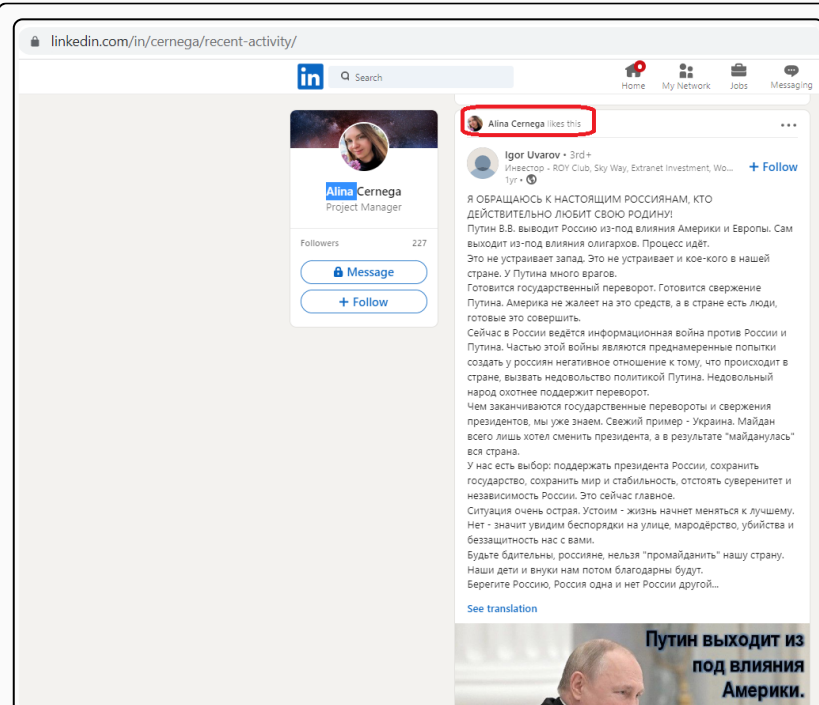 linkedin.com/in/cernega/recent-activity/
in
Search
Home
My Network
Jobs
Messaging
Alina Cernega
Project Manager
Followers 227
Message
+ Follow
Alina Cernega likes this
Igor Uvarov • 3rd+
Инвестор - ROY Club, Sky Way, Extranet Investment, Wo...
1yr •
+ Follow
Я ОБРАЩАЮСЬ К НАСТОЯЩИМ РОССИЯНАМ, КТО
ДЕЙСТВИТЕЛЬНО ЛЮБИТ СВОЮ РОДИНУ!
Путин В.В. выводит Россию из-под влияния Америки и Европы. Сам
выходит из-под влияния олигархов. Процесс идёт.
Это не устраивает запад. Это не устраивает и кое-кого в нашей
стране. У Путина много врагов.
Готовится государственный переворот. Готовится свержение
Путина. Америка не жалеет на это средств, а в стране есть люди,
готовые это совершить.
Сейчас в России ведётся информационная война против России и
Путина. Частью этой войны являются преднамеренные попытки
создать у россиян негативное отношение к тому, что происходит в
стране, вызвать недовольство политикой Путина. Недовольный
народ охотнее поддержит переворот.
Чем заканчиваются государственные перевороты и свержения
президентов, мы уже знаем. Свежий пример - Украина. Майдан
всего лишь хотел сменить президента, а в результате "майданулась"
вся страна.
У нас есть выбор: поддержать президента России, сохранить
государство, сохранить мир и стабильность, отстоять суверенитет и
независимость России. Это сейчас главное.
Ситуация очень острая. Устоим - жизнь начнет меняться к лучшему.
Нет - значит увидим беспорядки на улице, мародёрство, убийства и
беззащитность нас с вами.
Будьте бдительны, россияне, нельзя "промайданить" нашу страну.
Наши дети и внуки нам потом благодарны будут.
Берегите Россию, Россия одна и нет России другой...
See translation
Путин выходит из
под влияния
Америки.